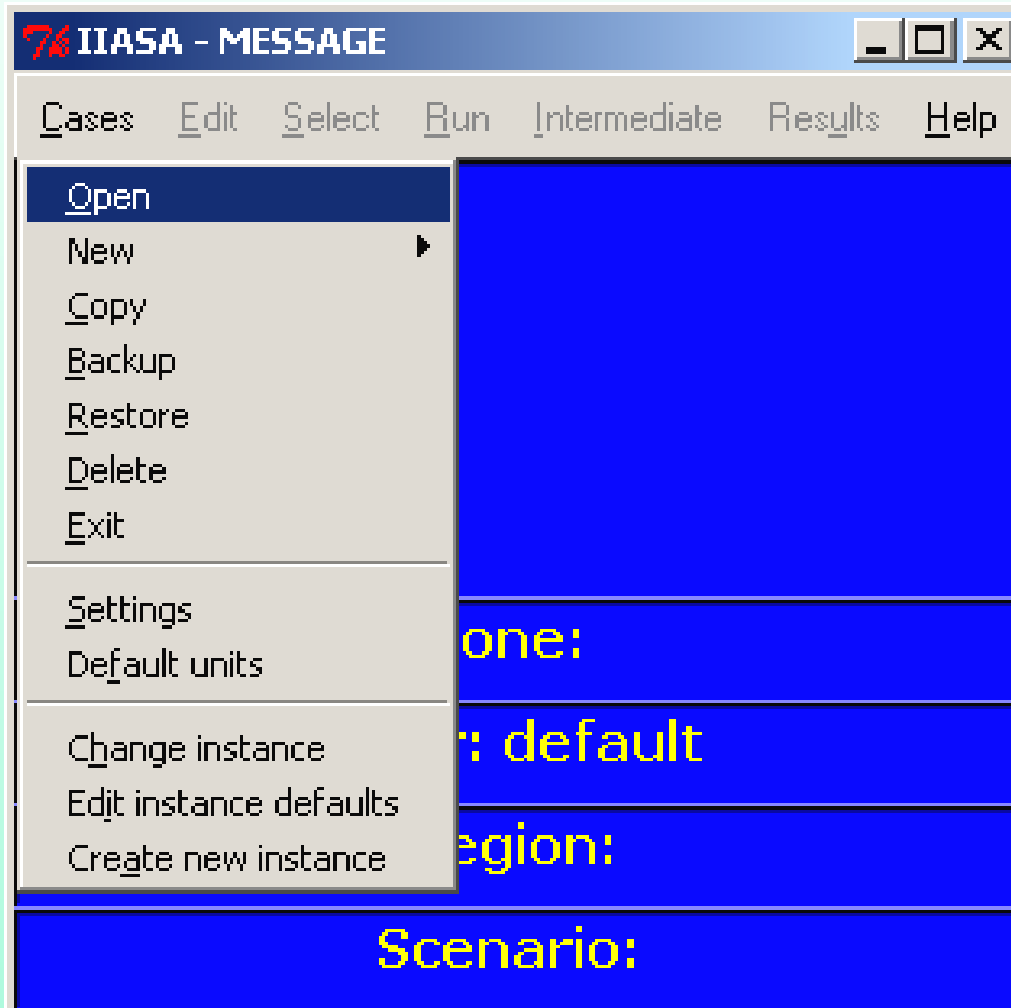 IIASA - MESSAGE
Cases Edit Select Run Intermediate Results Help
Open
New
Copy
Backup
Restore
Delete
Exit
Settings
Default units
Change instance
Edit instance defaults
Create new instance
one:
: default
egion:
Scenario: